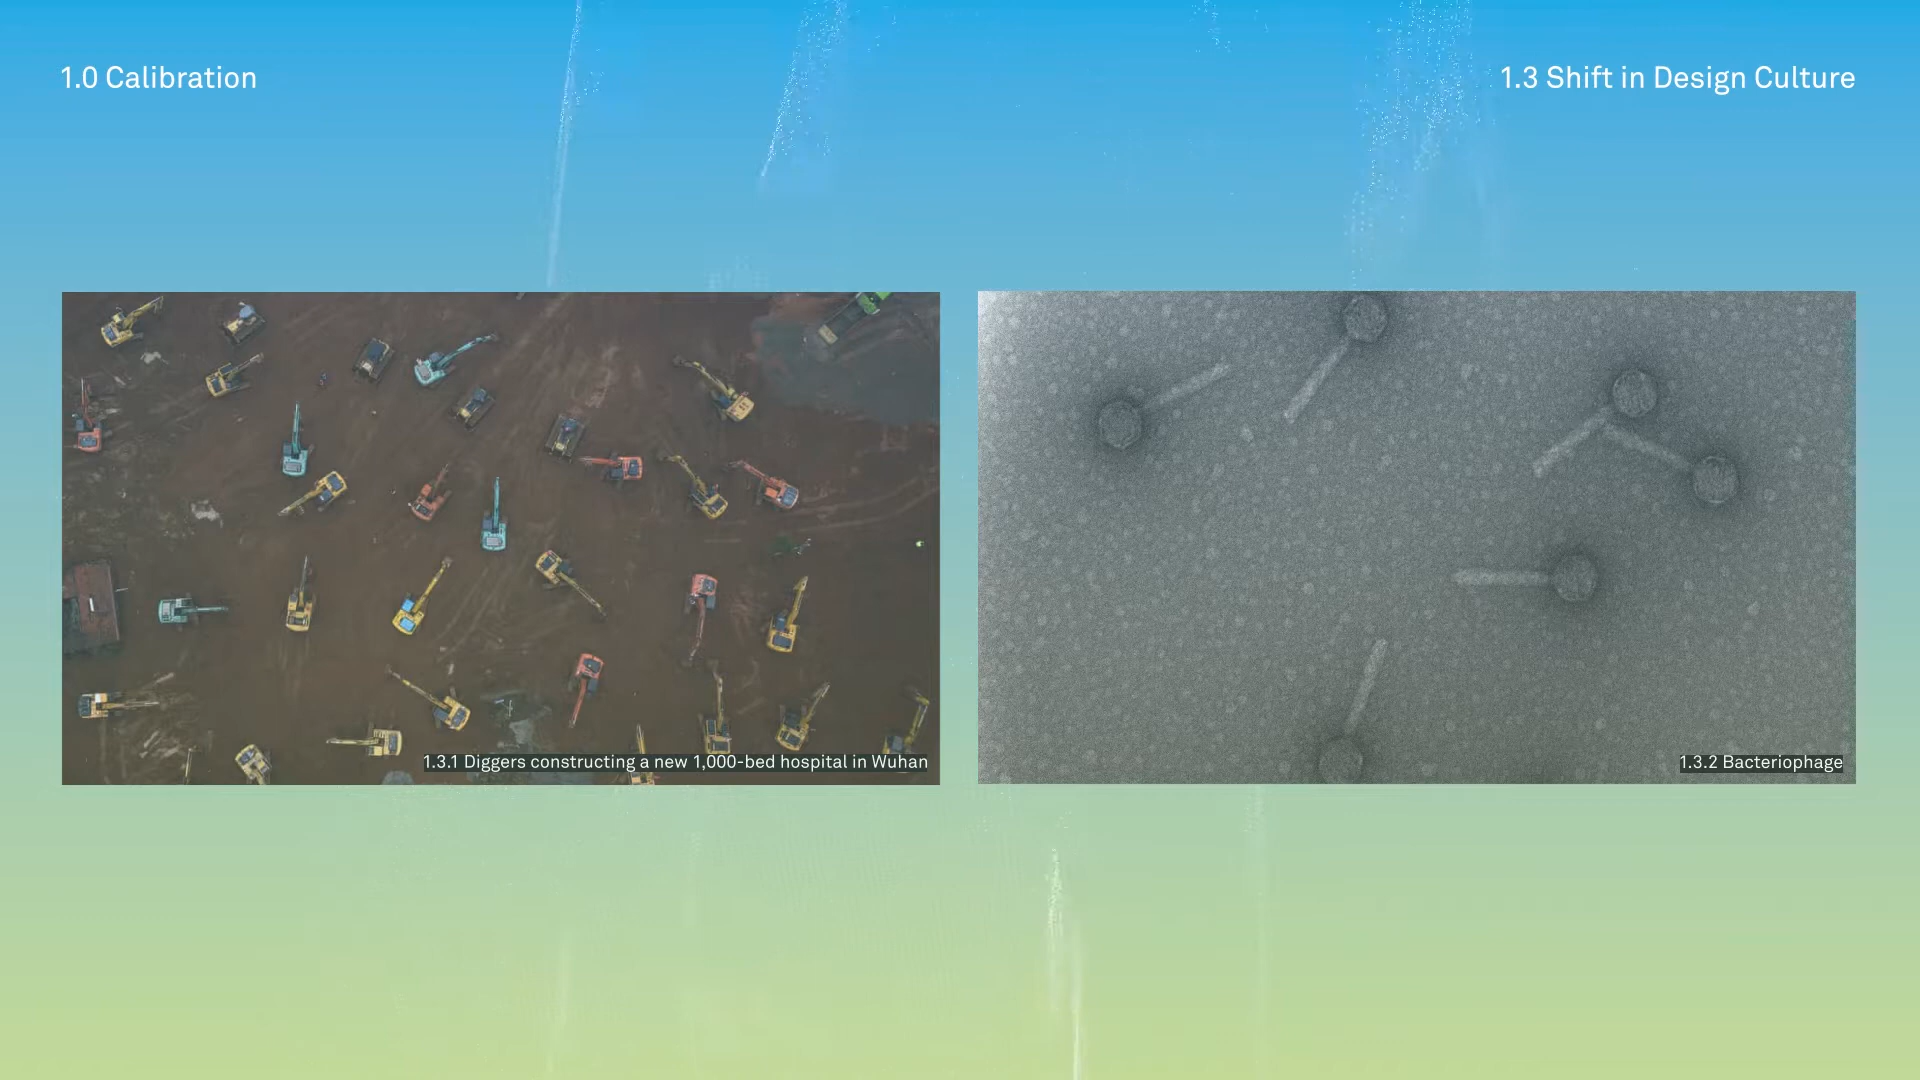 1.0 Calibration
1.3 Shift in Design Culture
1.3.1 Diggers constructing a new 1,000-bed hospital in Wuhan
1.3.2 Bacteriophage